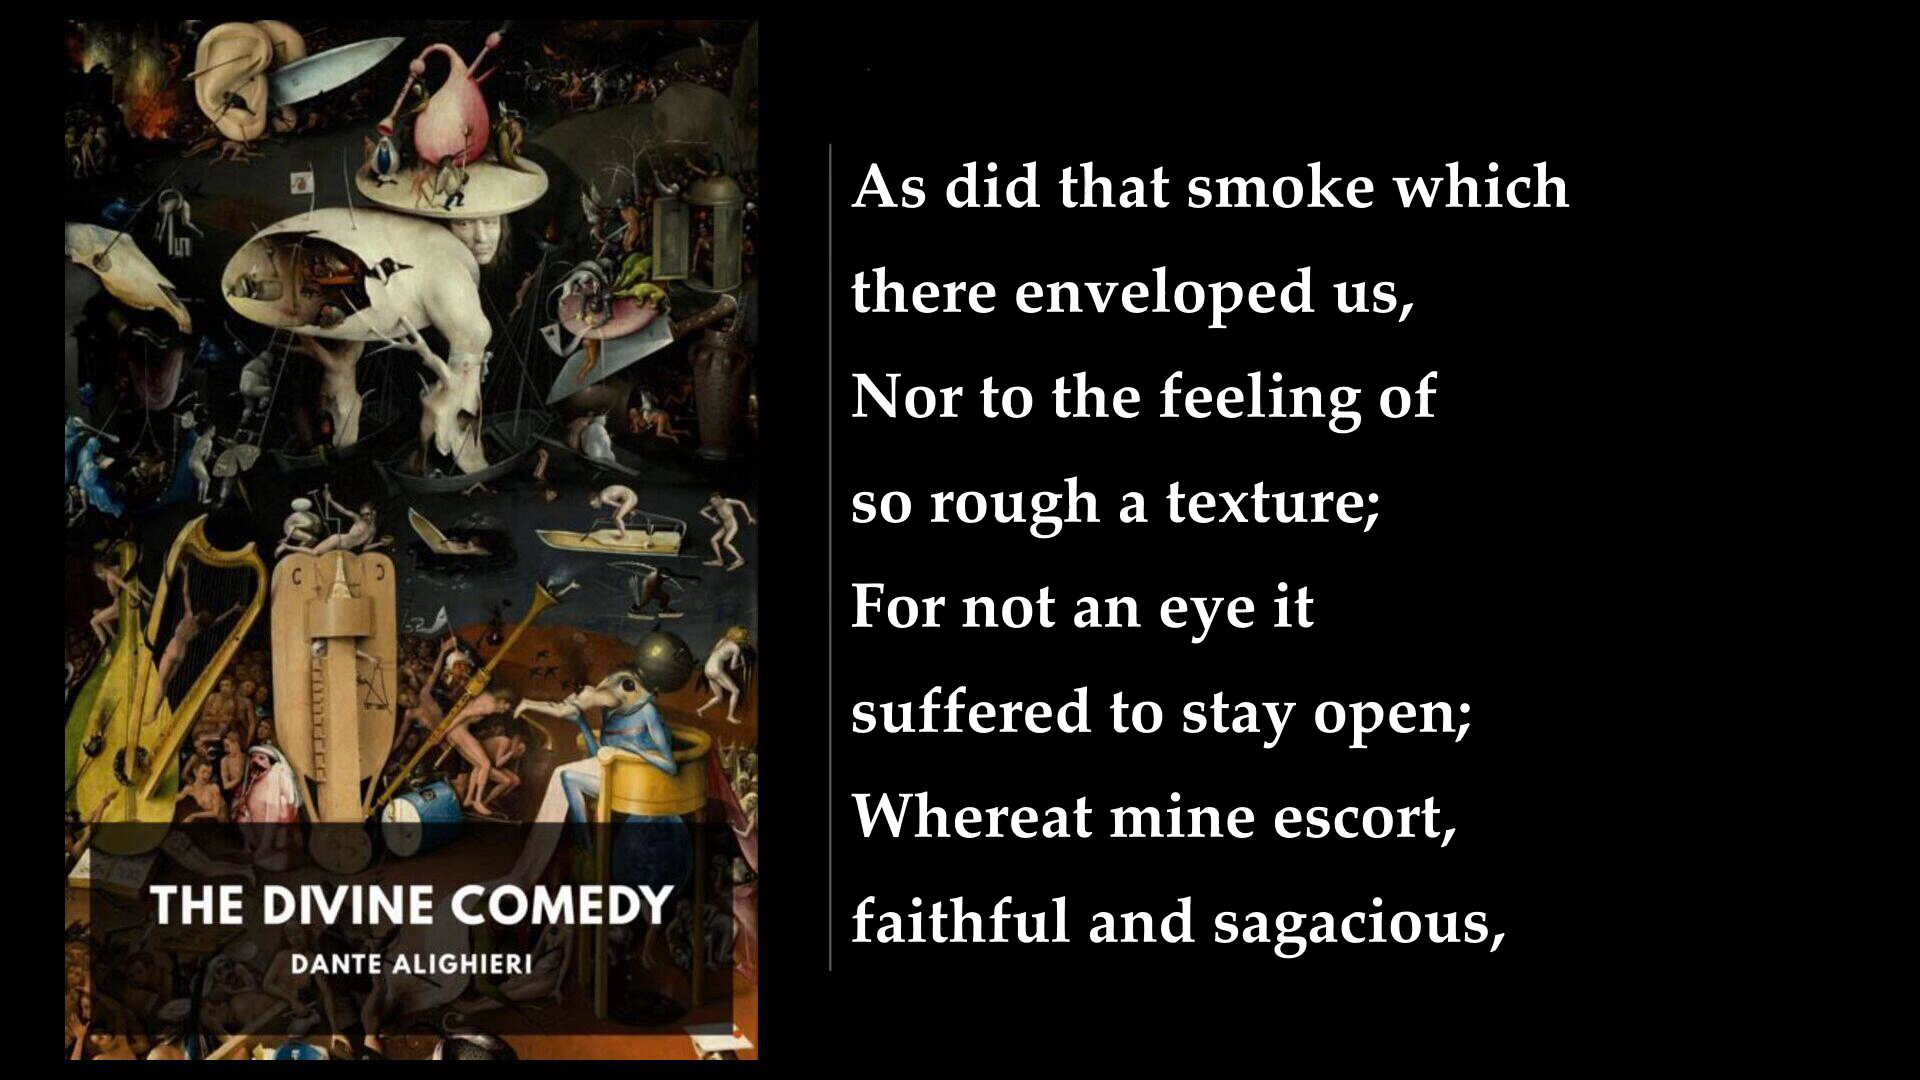 THE DIVINE COMEDY
DANTE ALIGHIERI
As did that smoke which
there enveloped us,
Nor to the feeling of
so rough a texture;
For not an eye it
suffered to stay open;
Whereat mine escort,
faithful and sagacious,